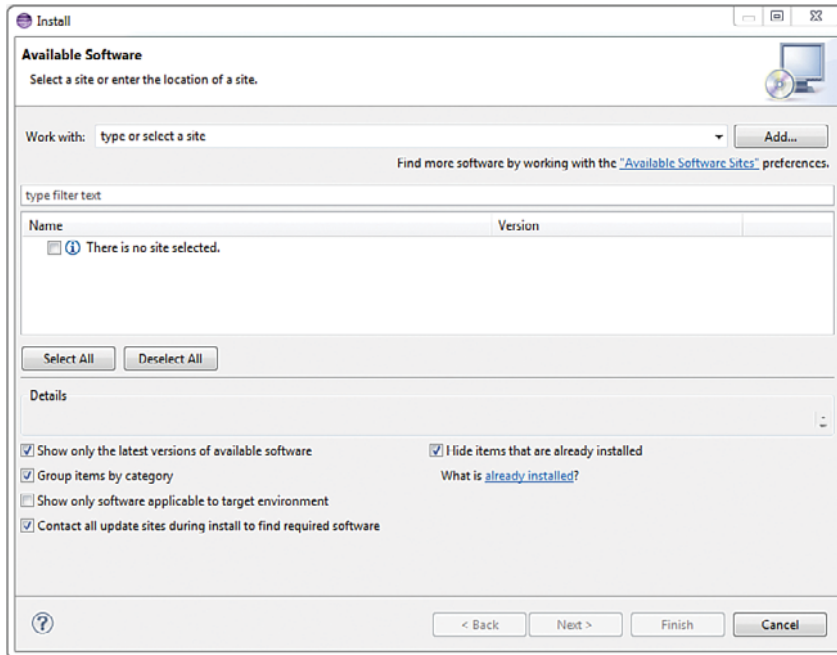 Install
Available Software
Select a site or enter the location of a site.
Work with: type or select a site Add...
Find more software by working with the "Available Software Sites" preferences.
type filter text
Name Version
There is no site selected.
Select All Deselect All
Details
Show only the latest versions of available software Hide items that are already installed
Group items by category What is already installed?
Show only software applicable to target environment
Contact all update sites during install to find required software
? < Back Next > Finish Cancel